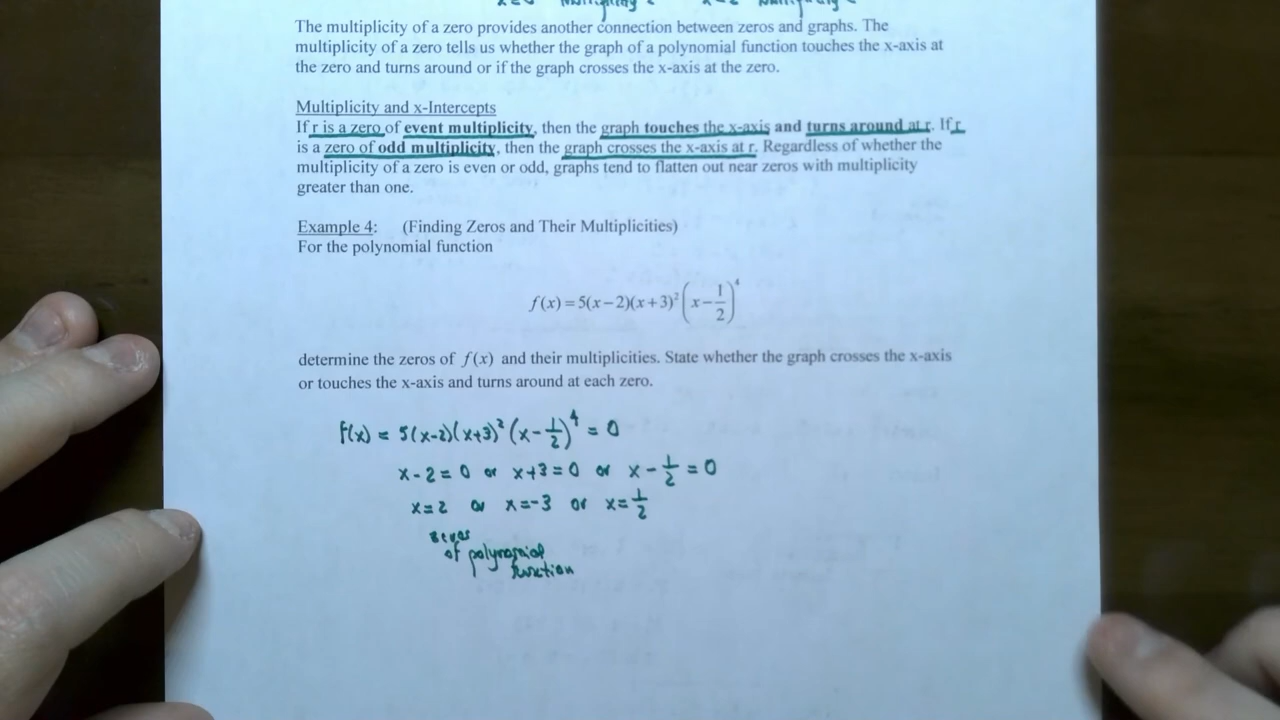 The multiplicity of a zero provides another connection between zeros and graphs. The
multiplicity of a zero tells us whether the graph of a polynomial function touches the x-axis at
the zero and turns around or if the graph crosses the x-axis at the zero.
Multiplicity and x-Intercepts
If r is a zero of event multiplicity, then the graph touches the x-axis and turns around at r. If r
is a zero of odd multiplicity, then the graph crosses the x-axis at r. Regardless of whether the
multiplicity of a zero is even or odd, graphs tend to flatten out near zeros with multiplicity
greater than one.
Example 4: (Finding Zeros and Their Multiplicities)
For the polynomial function
f(x) = 5(x−2)(x+3)²(x−1/2)⁴
determine the zeros of f(x) and their multiplicities. State whether the graph crosses the x-axis
or touches the x-axis and turns around at each zero.
f(x) = 5(x-2)(x+3)²(x-1/2)⁴ = 0
x-2=0 or x+3=0 or x-1/2=0
x=2 or x=-3 or x=1/2
zeros
of polynomial
function